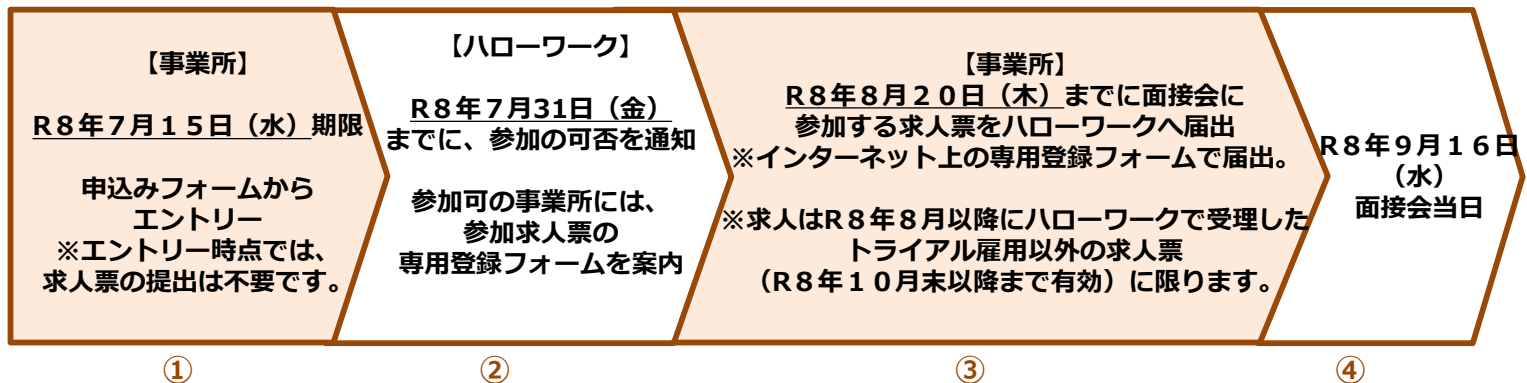 【事業所】
R8年7月15日（水）期限
申込みフォームから
エントリー
※エントリー時点では、
求人票の提出は不要です。
①
【ハローワーク】
R8年7月31日（金）
までに、参加の可否を通知
参加可の事業所には、
参加求人票の
専用登録フォームを案内
②
【事業所】
R8年8月20日（木）までに面接会に
参加する求人票をハローワークへ届出
※インターネット上の専用登録フォームで届出。
※求人はR8年8月以降にハローワークで受理した
トライアル雇用以外の求人票
（R8年10月末以降まで有効）に限ります。
③
R8年9月16日
（水）
面接会当日
④